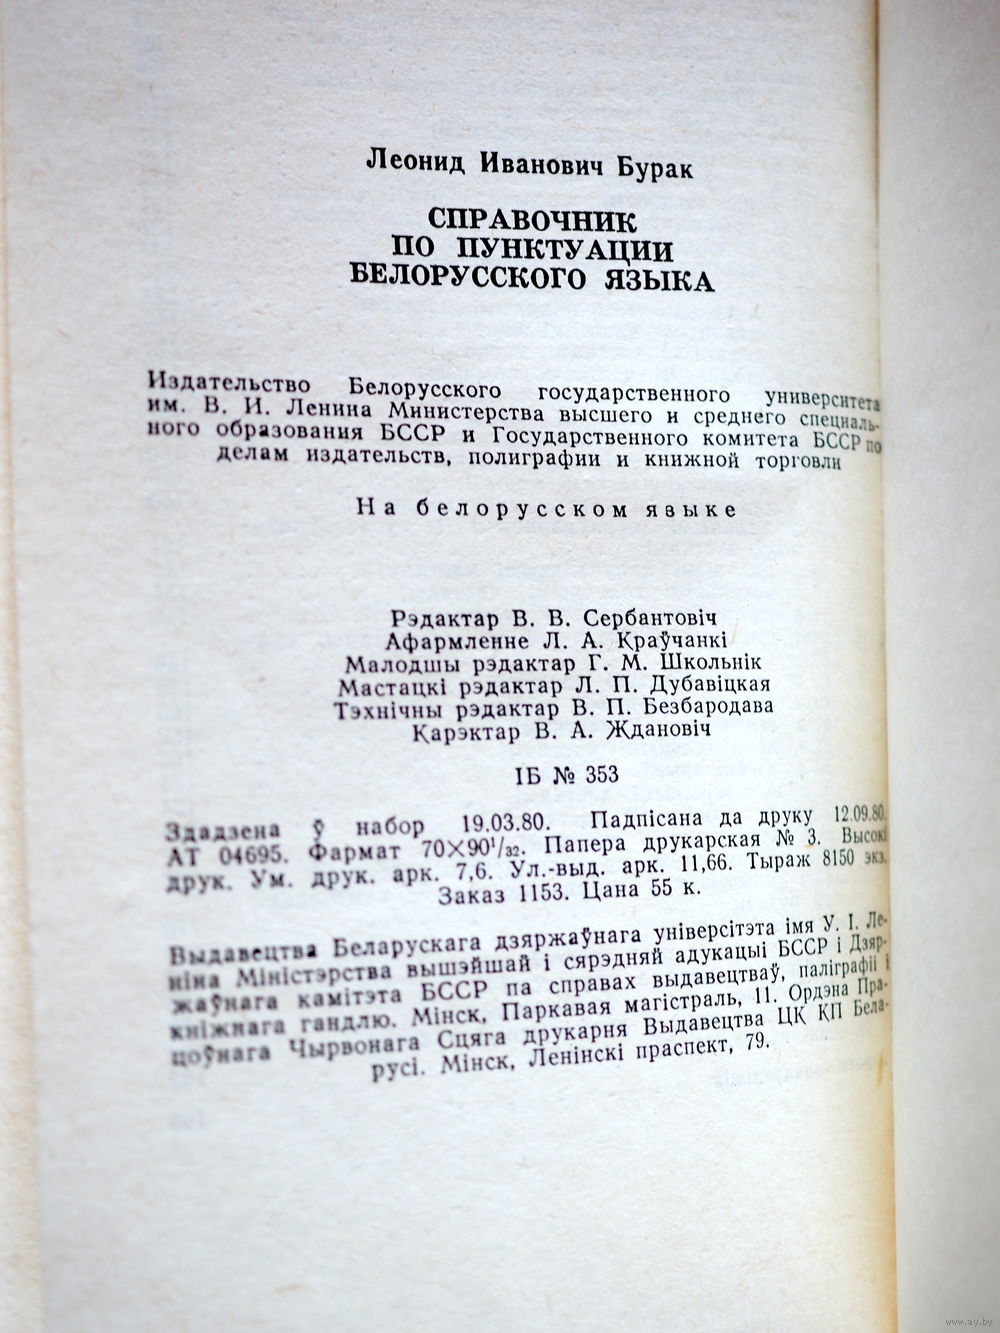 Леонид Иванович Бурак
СПРАВОЧНИК
ПО ПУНКТУАЦИИ
БЕЛОРУССКОГО ЯЗЫКА
Издательство Белорусского государственного университета
им. В. И. Ленина Министерства высшего и среднего специаль-
ного образования БССР и Государственного комитета БССР по
делам издательств, полиграфии и книжной торговли
На белорусском языке
Рэдактар В. В. Сербантовіч
Афармленне Л. А. Краўчанкі
Малодшы рэдактар Г. М. Школьнік
Мастацкі рэдактар Л. П. Дубавіцкая
Тэхнічны рэдактар В. П. Безбародава
Карэктар В. А. Ждановіч
ІБ № 353
Здадзена ў набор 19.03.80. Падпісана да друку 12.09.80.
АТ 04695. Фармат 70×90¹/₃₂. Папера друкарская № 3. Высокі
друк. Ум. друк. арк. 7,6. Ул.-выд. арк. 11,66. Тыраж 8150 экз.
Заказ 1153. Цана 55 к.
Выдавецтва Беларускага дзяржаўнага універсітэта імя У. І. Ле-
ніна Міністэрства вышэйшай і сярэдняй адукацыі БССР і Дзяр-
жаўнага камітэта БССР па справах выдавецтваў, паліграфіі і
кніжнага гандлю. Мінск, Паркавая магістраль, 11. Ордэна Пра-
цоўнага Чырвонага Сцяга друкарня Выдавецтва ЦК КП Бела-
русі. Мінск, Ленінскі праспект, 79.
www.ay.by